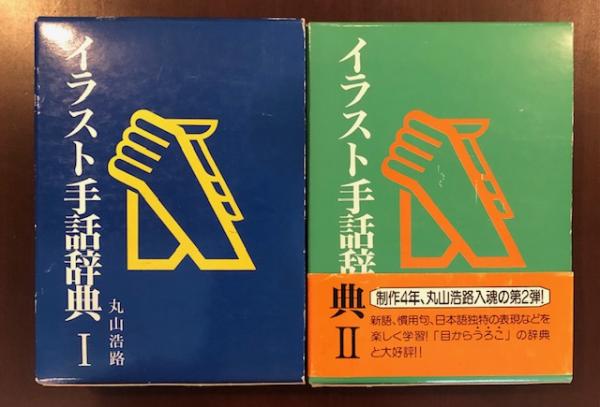 イラスト手話辞典 I
丸山浩路
イラスト手話辞典 II
制作4年、丸山浩路入魂の第2弾!
新語、慣用句、日本語独特の表現などを
楽しく学習!「目からうろこ」の辞典
と大好評!!